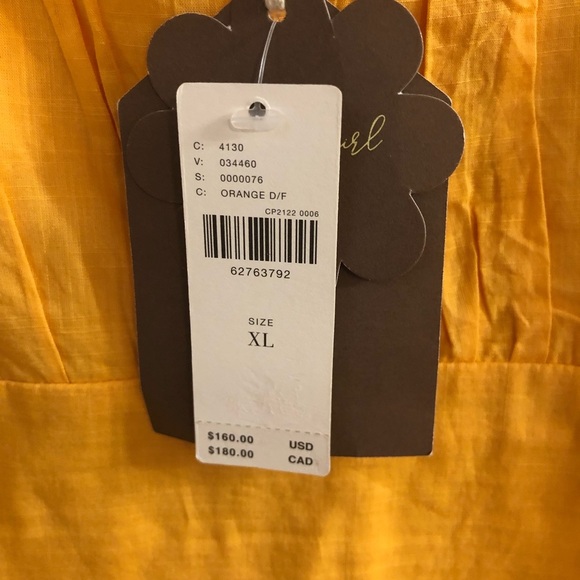 C: 4130
V: 034460
S: 0000076
C: ORANGE D/F
CP2122 0006
62763792
SIZE
XL
$160.00 USD
$180.00 CAD